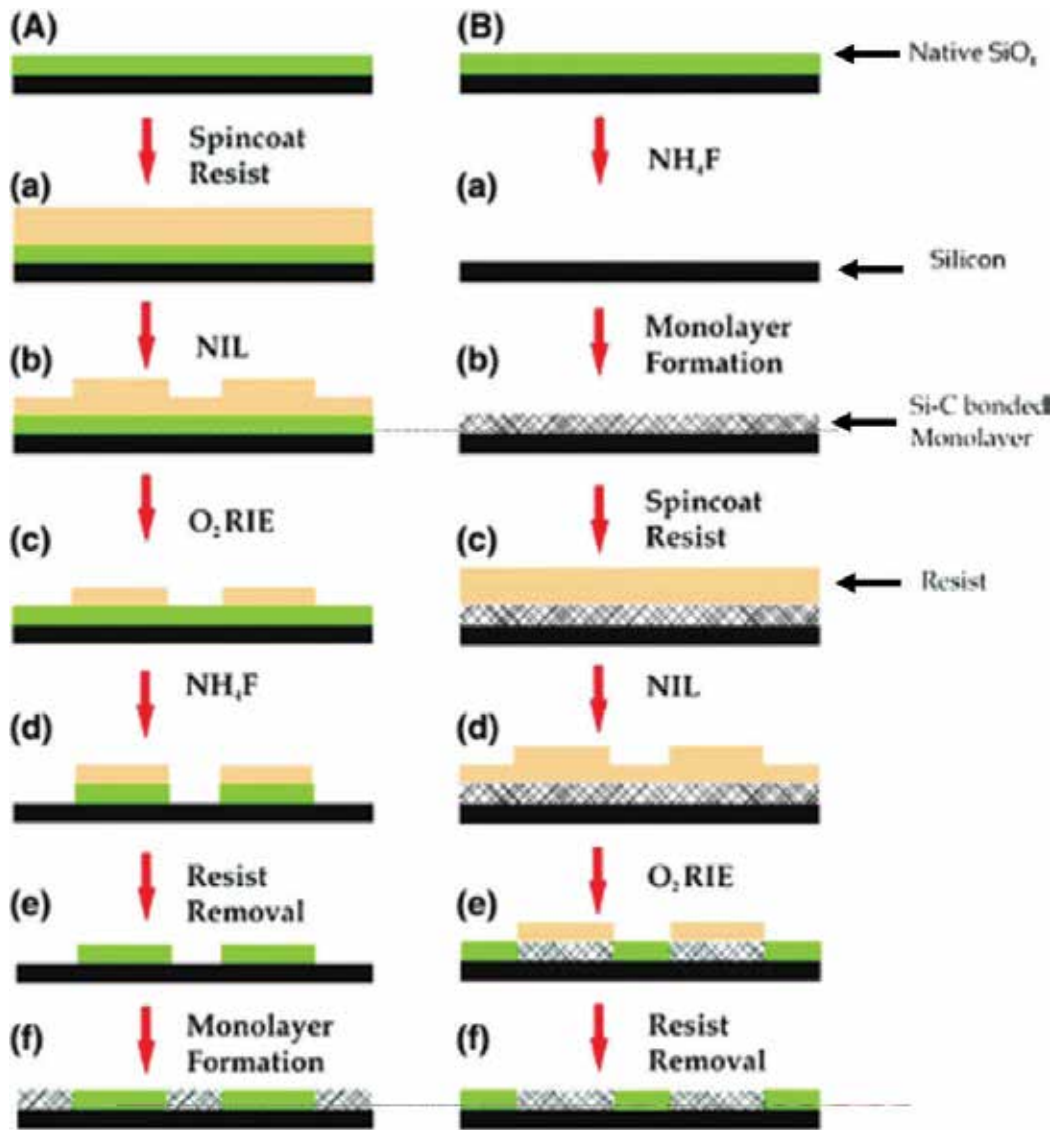 (A)
Spincoat
Resist
(a)
NIL
(b)
O₂ RIE
(c)
NH₄F
(d)
Resist
Removal
(e)
Monolayer
Formation
(f)
(B)
Native SiO₂
NH₄F
(a)
Silicon
Monolayer
Formation
(b)
Si-C bonded
Monolayer
Spincoat
Resist
(c)
Resist
NIL
(d)
O₂ RIE
(e)
Resist
Removal
(f)